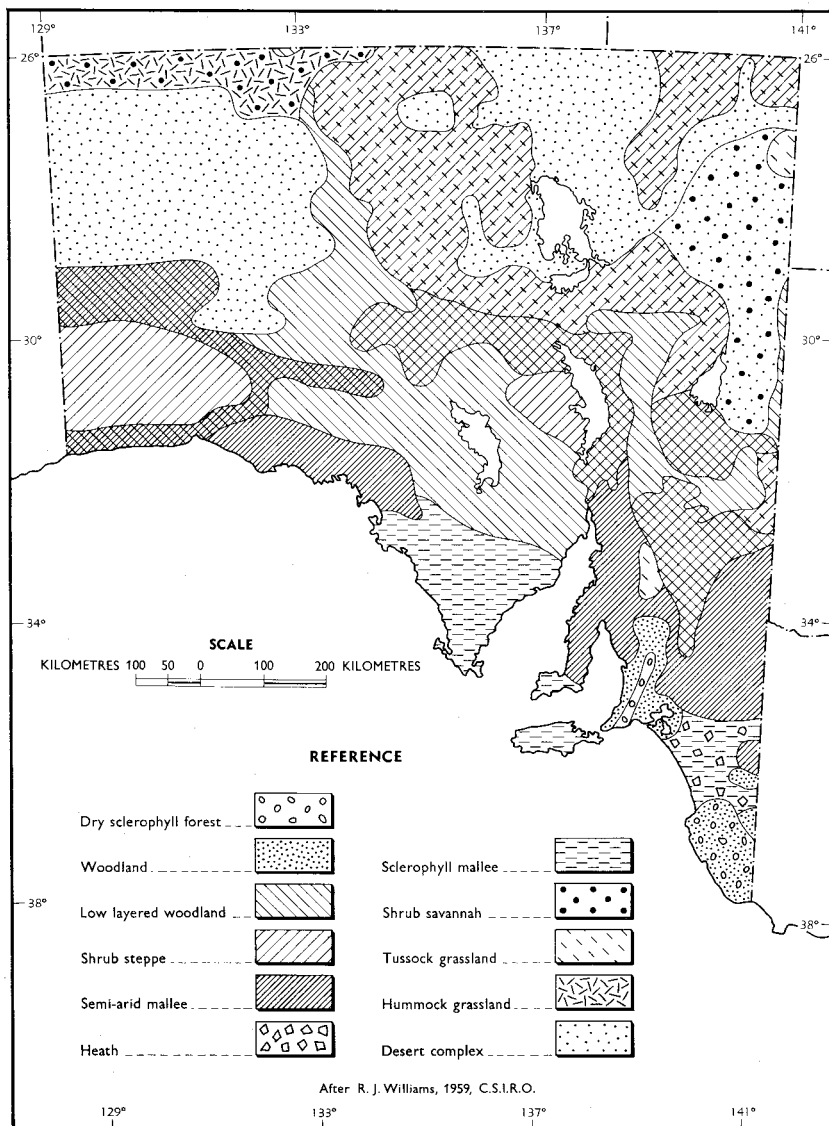 129°
133°
137°
141°
26°
26°
30°
30°
34°
34°
SCALE
KILOMETRES 100 50 0 100 200 KILOMETRES
REFERENCE
Dry sclerophyll forest
Woodland
Low layered woodland
Shrub steppe
Semi-arid mallee
Heath
Sclerophyll mallee
Shrub savannah
Tussock grassland
Hummock grassland
Desert complex
38°
38°
After R. J. Williams, 1959, C.S.I.R.O.
129°
133°
137°
141°